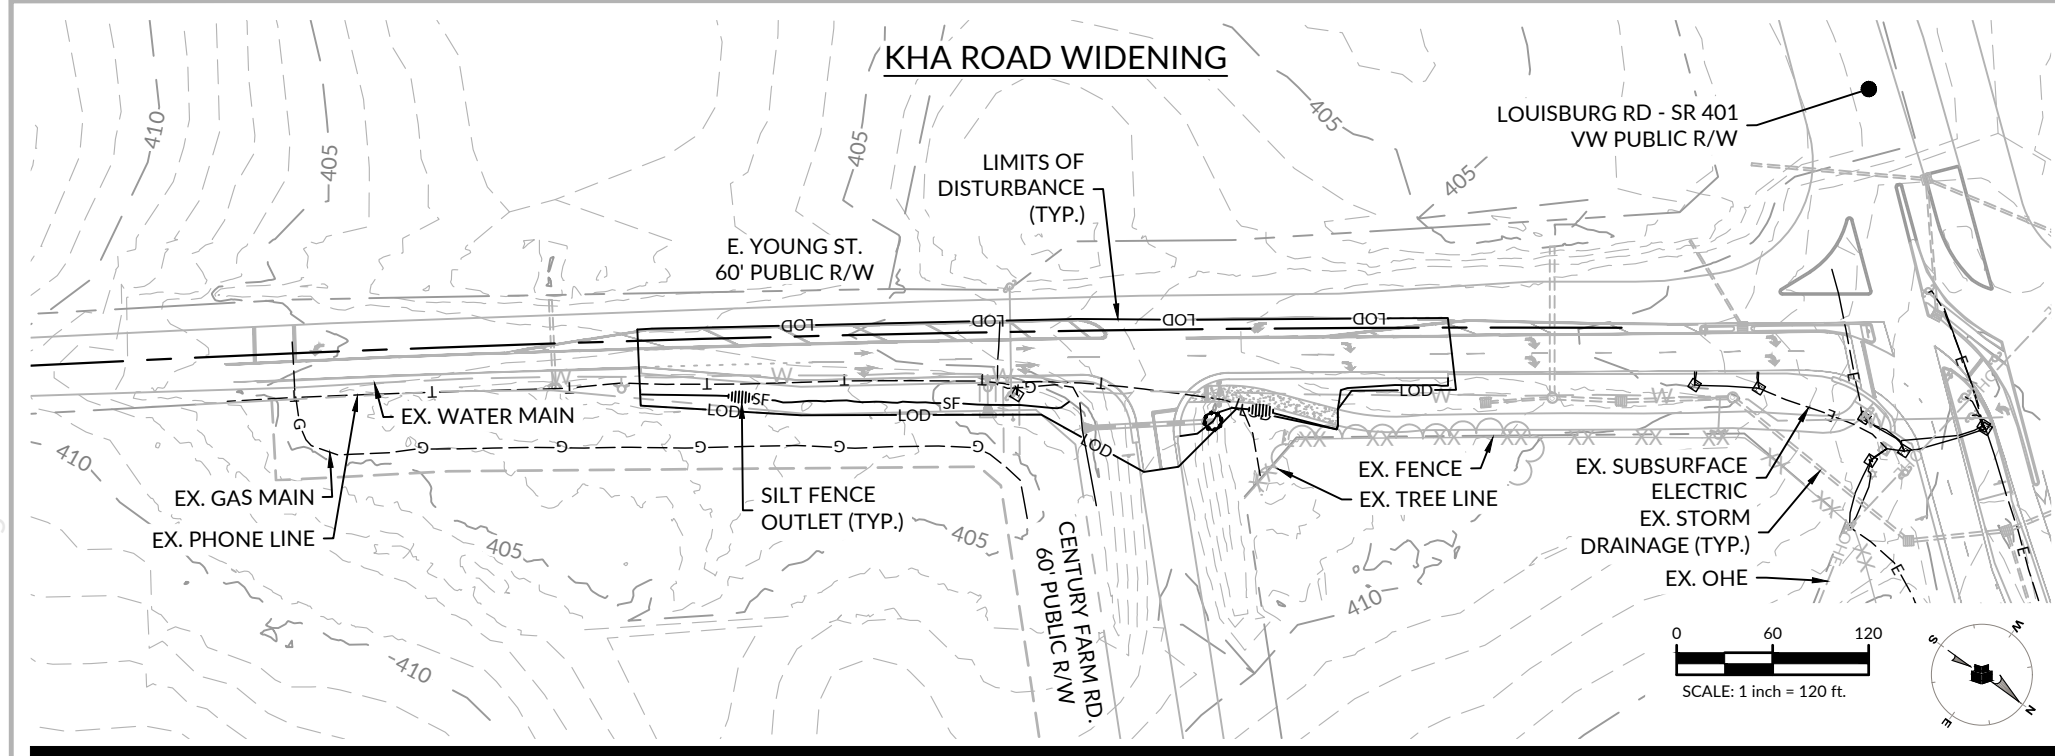 KHA ROAD WIDENING
410
405
405
405
405
LOUISBURG RD - SR 401
VW PUBLIC R/W
LIMITS OF
DISTURBANCE
(TYP.)
E. YOUNG ST.
60' PUBLIC R/W
LOD
LOD
LOD
LOD
W
W
W
T
T
T
T
T
T
G
SF
SF
LOD
LOD
LOD
LOD
EX. WATER MAIN
G
G
G
G
G
G
E
E
E
E
E
410
EX. GAS MAIN
EX. PHONE LINE
SILT FENCE
OUTLET (TYP.)
405
405
CENTURY FARM RD.
60' PUBLIC R/W
EX. FENCE
EX. TREE LINE
410
EX. SUBSURFACE
ELECTRIC
EX. STORM
DRAINAGE (TYP.)
EX. OHE
OHE
410
0 60 120
SCALE: 1 inch = 120 ft.
S W
E N